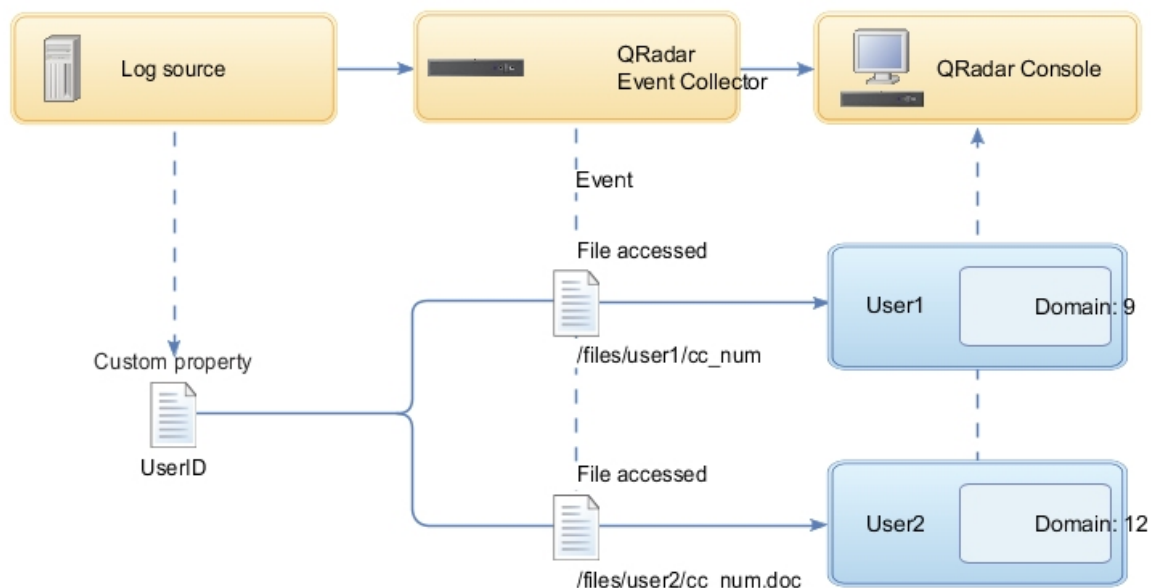 Log source
QRadar
Event Collector
QRadar Console
Event
File accessed
User1
Domain: 9
/files/user1/cc_num
Custom property
UserID
File accessed
User2
Domain: 12
/files/user2/cc_num.doc